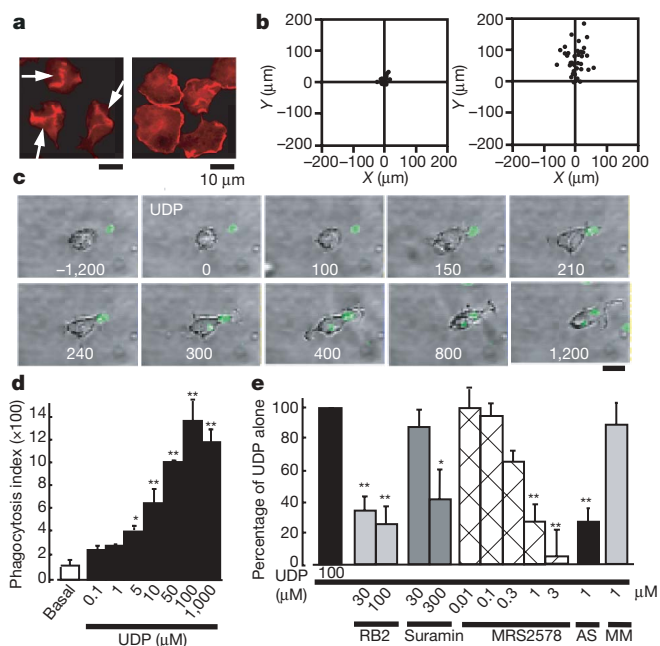 a
10 μm
b
200
100
0
−100
−200
Y (μm)
−200 −100 0 100 200
X (μm)
200
100
0
−100
−200
Y (μm)
−200 −100 0 100 200
X (μm)
c
UDP
−1,200
0
100
150
210
240
300
400
800
1,200
d
Phagocytosis index (×100)
14
12
10
8
6
4
2
0
*
**
**
**
**
Basal
0.1
1
5
10
50
100
1,000
UDP (μM)
e
Percentage of UDP alone
100
80
60
40
20
0
**
**
*
**
**
**
UDP
(μM)
100
30
100
30
300
0.01
0.1
0.3
1
3
1
1
μM
RB2
Suramin
MRS2578
AS
MM